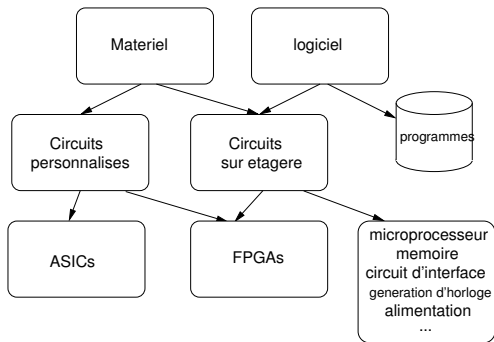 Materiel
logiciel
Circuits
personnalises
Circuits
sur etagere
programmes
ASICs
FPGAs
microprocesseur
memoire
circuit d'interface
generation d'horloge
alimentation
...